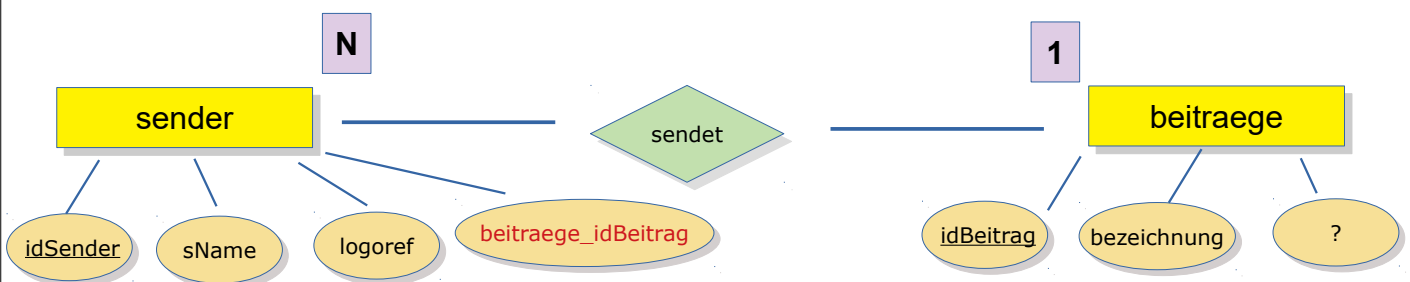 N
1
sender
sendet
beitraege
idSender
sName
logoref
beitraege_idBeitrag
idBeitrag
bezeichnung
?